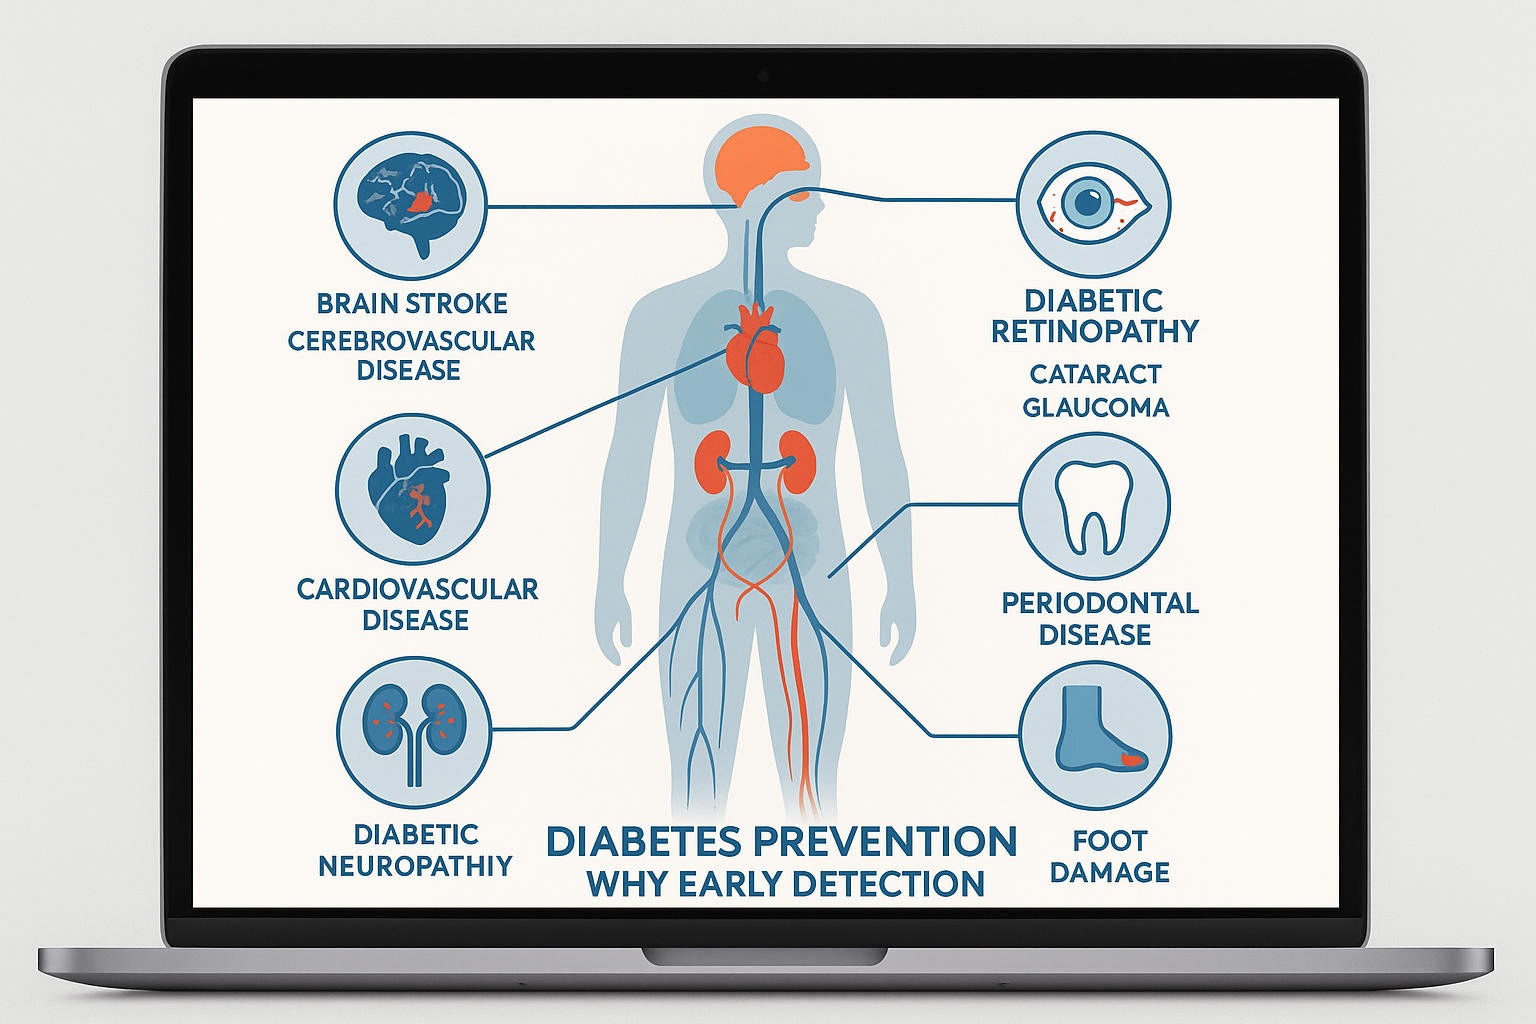 BRAIN STROKE
CEREBROVASCULAR
DISEASE
CARDIOVASCULAR
DISEASE
DIABETIC
NEUROPATHIY
DIABETIC
RETINOPATHY
CATARACT
GLAUCOMA
PERIODONTAL
DISEASE
FOOT
DAMAGE
DIABETES PREVENTION
WHY EARLY DETECTION